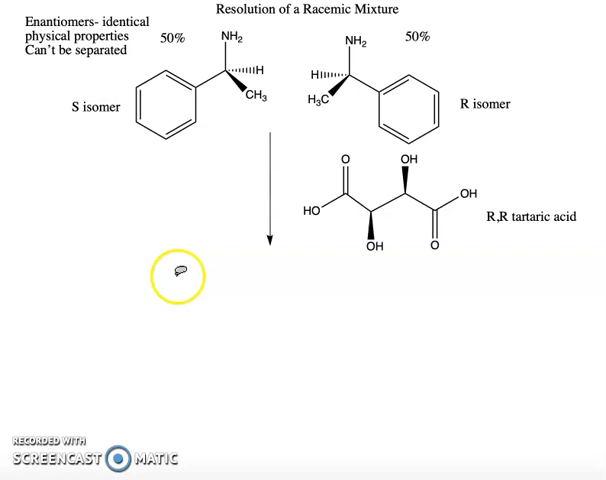 Resolution of a Racemic Mixture
Enantiomers- identical
physical properties
Can't be separated
50%
NH2
H
CH3
S isomer
NH2
50%
H
H3C
R isomer
O
OH
HO
OH
OH
O
R,R tartaric acid
RECORDED WITH
SCREENCAST MATIC